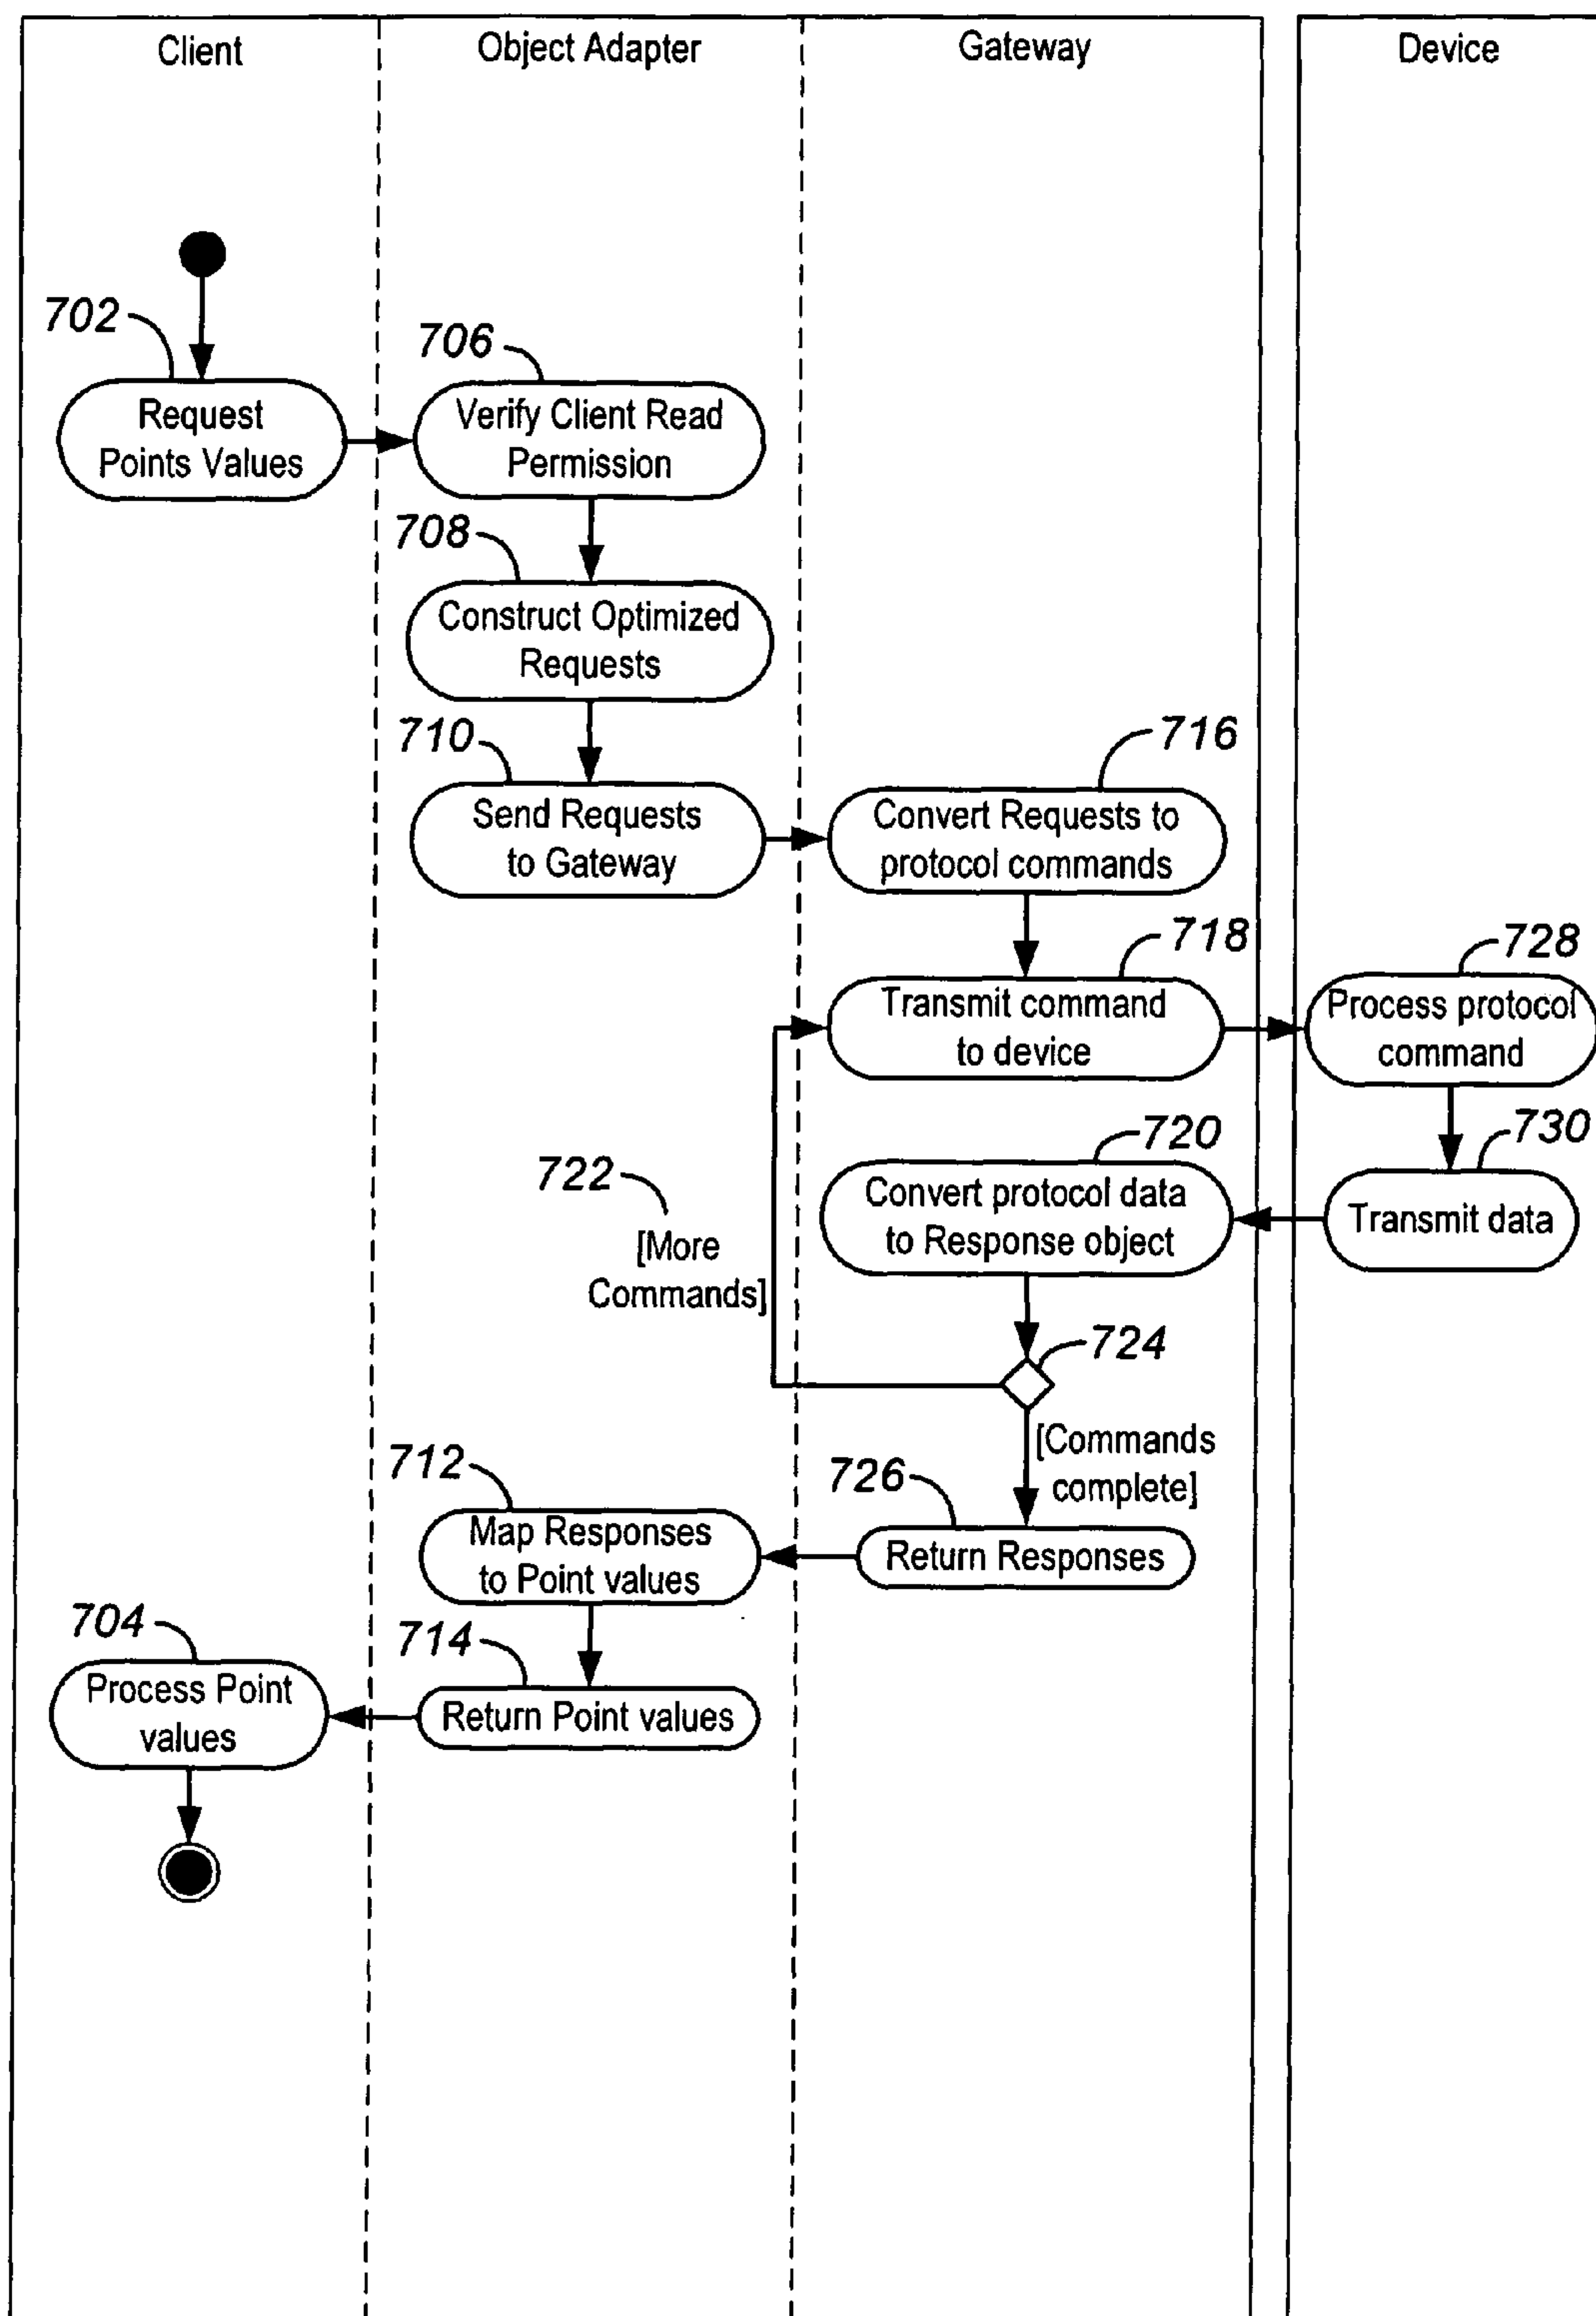 Client
Object Adapter
Gateway
Device
702
706
Request
Points Values
Verify Client Read
Permission
708
Construct Optimized
Requests
710
716
Send Requests
to Gateway
Convert Requests to
protocol commands
718
728
Transmit command
to device
Process protocol
command
720
730
722
[More
Commands]
Convert protocol data
to Response object
Transmit data
724
[Commands
complete]
712
726
Map Responses
to Point values
Return Responses
704
714
Process Point
values
Return Point values